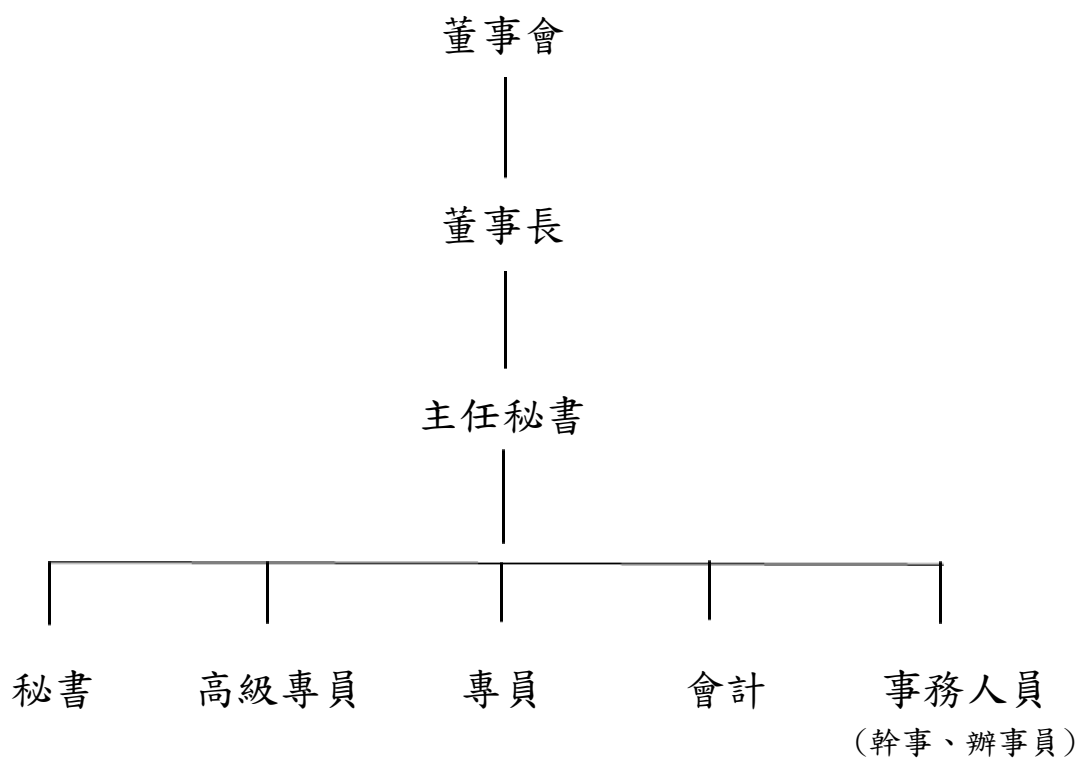 董事會
董事長
主任秘書
秘書 高級專員 專員 會計 事務人員
(幹事、辦事員)